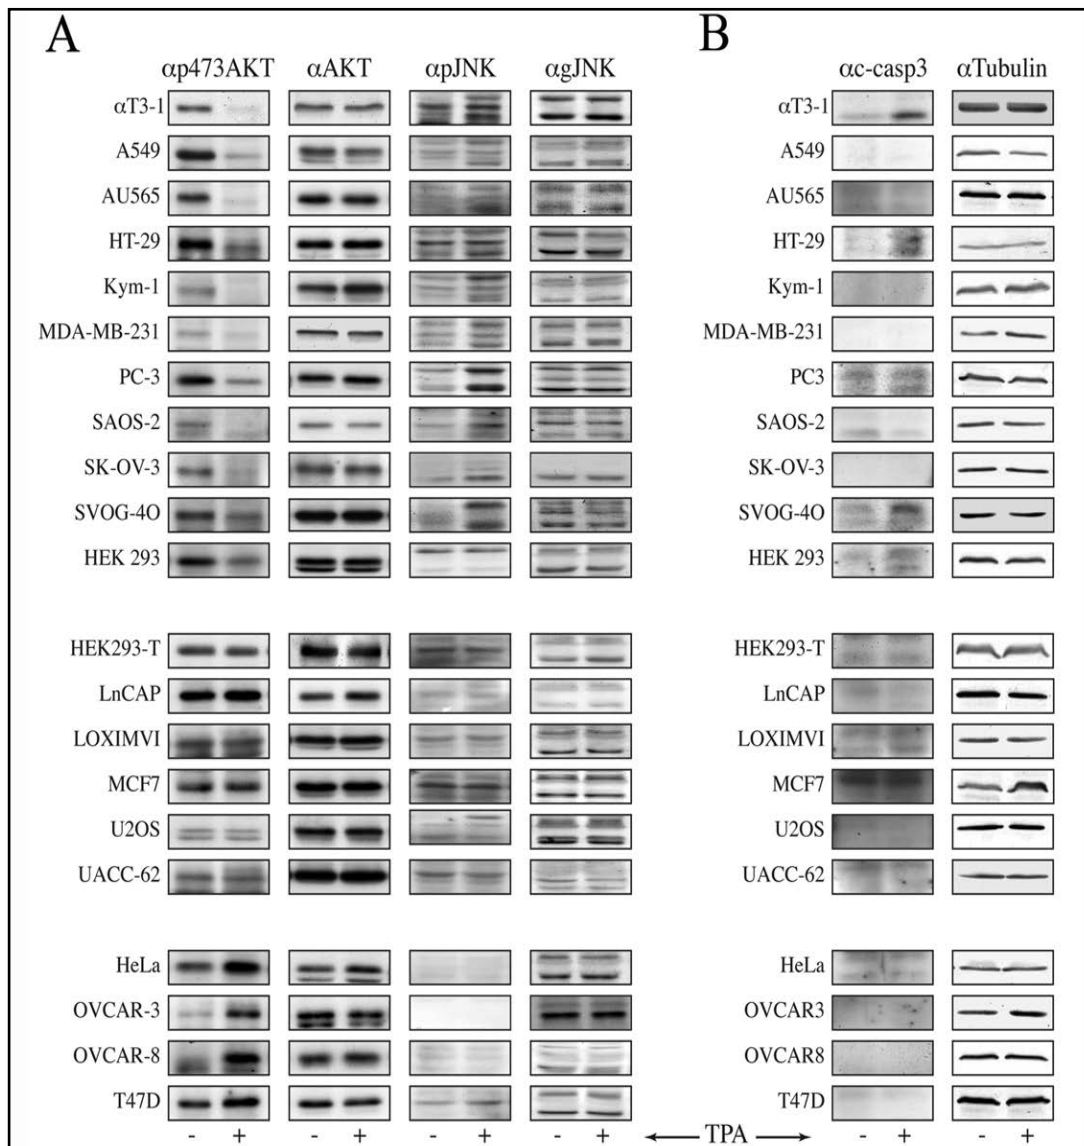 A B
αp473AKT αAKT αpJNK αgJNK αc-casp3 αTubulin
αT3-1 αT3-1
A549 A549
AU565 AU565
HT-29 HT-29
Kym-1 Kym-1
MDA-MB-231 MDA-MB-231
PC-3 PC3
SAOS-2 SAOS-2
SK-OV-3 SK-OV-3
SVOG-4O SVOG-4O
HEK 293 HEK 293
HEK293-T HEK293-T
LnCAP LnCAP
LOXIMVI LOXIMVI
MCF7 MCF7
U2OS U2OS
UACC-62 UACC-62
HeLa HeLa
OVCAR-3 OVCAR3
OVCAR-8 OVCAR8
T47D T47D
- + - + - + - + ← TPA → - + - +